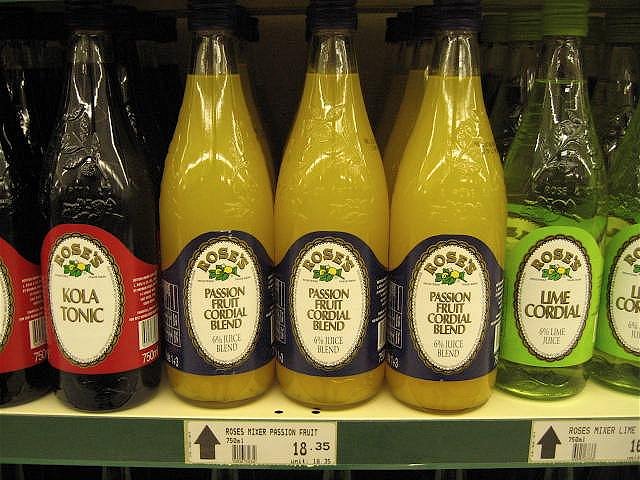 ROSE'S
KOLA
TONIC
750
ROSE'S
PASSION
FRUIT
CORDIAL
BLEND
6% JUICE
BLEND
ROSE'S
PASSION
FRUIT
CORDIAL
BLEND
6% JUICE
BLEND
ROSE'S
PASSION
FRUIT
CORDIAL
BLEND
6% JUICE
BLEND
ROSE'S
LIME
CORDIAL
6% LIME
JUICE
ROSES MIXER PASSION FRUIT
750ml
18.35
ROSES MIXER LIME
750ml